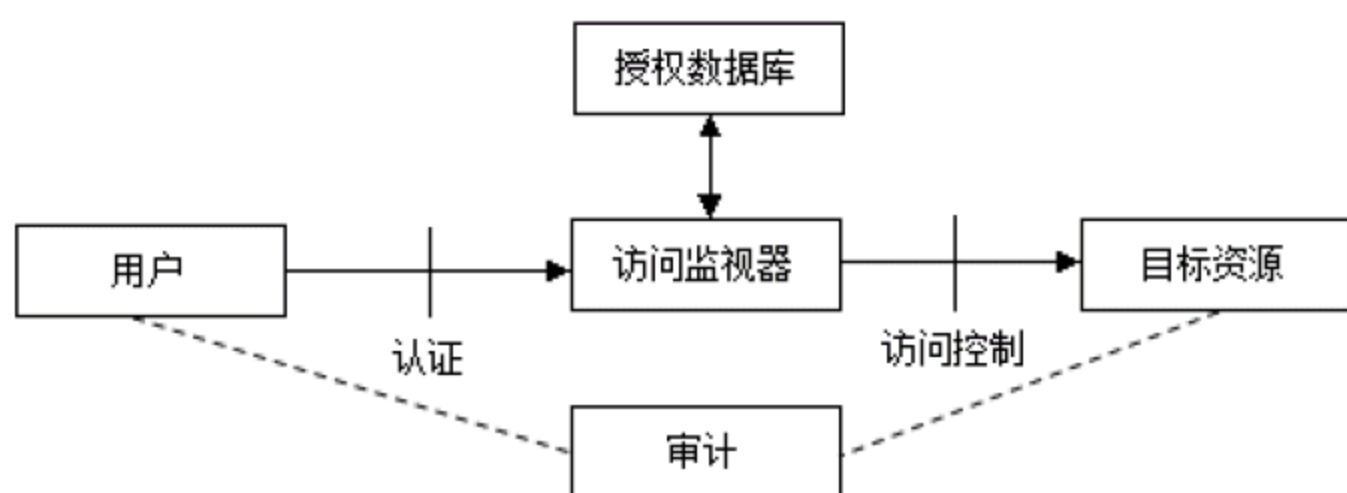 授权数据库
用户
访问监视器
目标资源
认证
访问控制
审计